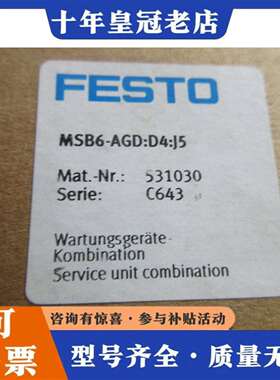 十年皇冠老店
FESTO
MSB6-AGD:D4:J5
Mat.-Nr.: 531030
Serie: C643
Wartungsgeräte-
Kombination
Service unit combination
可
票
咨询有惊喜·参与补贴活动
型号齐全·质量无忧